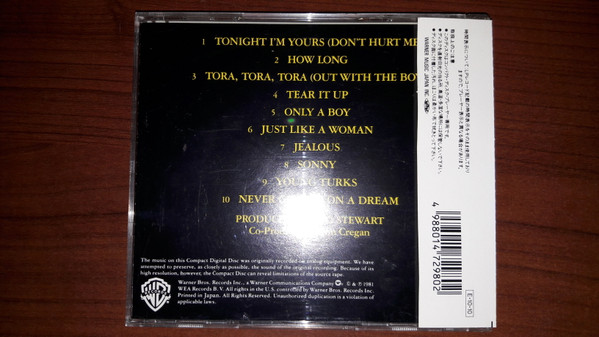 1 TONIGHT I'M YOURS (DON'T HURT ME
2 HOW LONG
3 TORA, TORA, TORA (OUT WITH THE BOY
4 TEAR IT UP
5 ONLY A BOY
6 JUST LIKE A WOMAN
7 JEALOUS
8 SONNY
9 YOUNG TURKS
10 NEVER ON A DREAM
PRODUCE STEWART
Co-Pro Cregan
The music on this Compact Digital Disc was originally recorded on analog equipment. We have
attempted to preserve, as closely as possible, the sound of the original recording. Because of its
high resolution, however, the Compact Disc can reveal limitations of the source tape.
Warner Bros. Records Inc., a Warner Communications Company © & ℗ 1981
WEA Records B. V. All rights in the U.S. controlled by Warner Bros. Records Inc.
Printed in Japan. All Rights Reserved. Unauthorized duplication is a violation of
applicable laws.
WARNER MUSIC JAPAN INC.
4 988014 729802
E-10-10